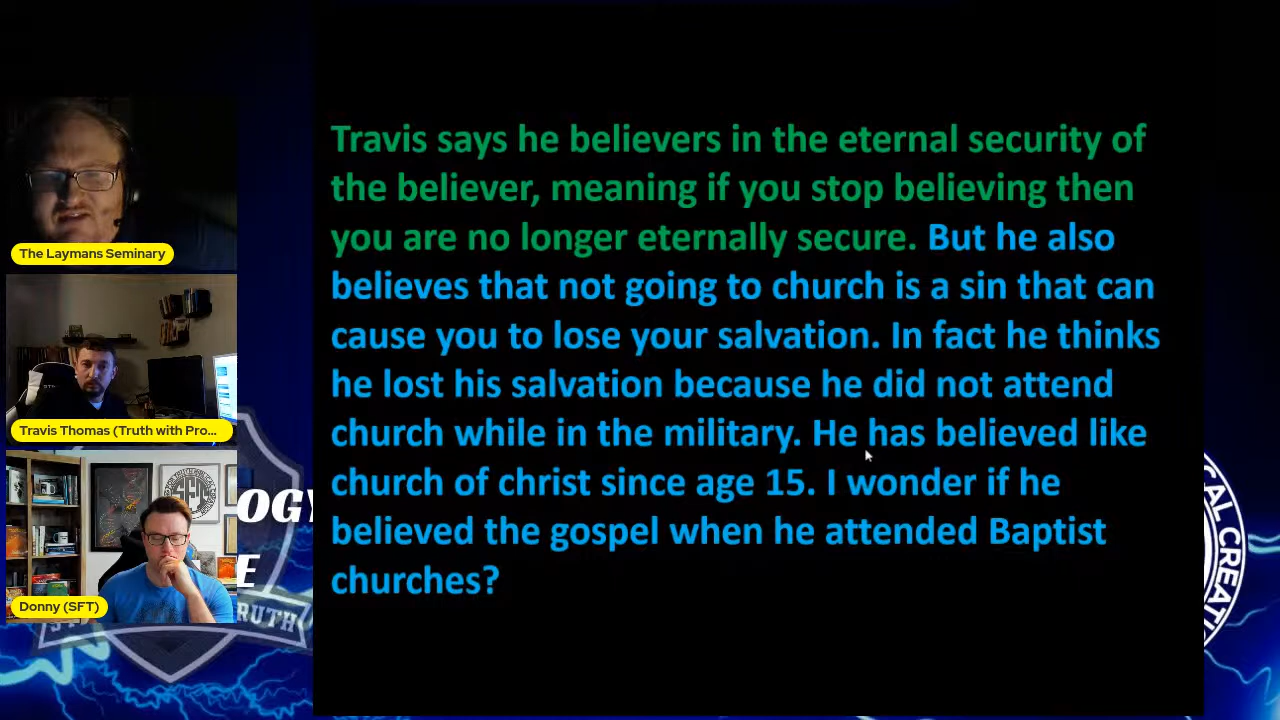 Travis says he believers in the eternal security of
the believer, meaning if you stop believing then
you are no longer eternally secure. But he also
believes that not going to church is a sin that can
cause you to lose your salvation. In fact he thinks
he lost his salvation because he did not attend
church while in the military. He has believed like
church of christ since age 15. I wonder if he
believed the gospel when he attended Baptist
churches?
The Laymans Seminary
Travis Thomas (Truth with Pro...
Donny (SFT)
OGY
E
RUTH
CAL CREATI